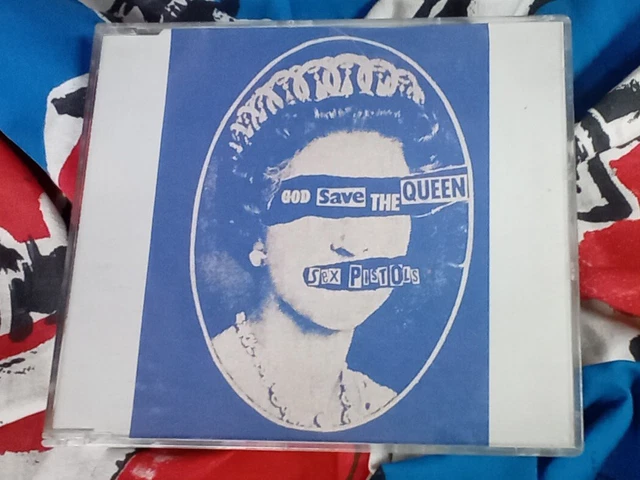 GOD Save THE QUEEN
SEX PISTOLS